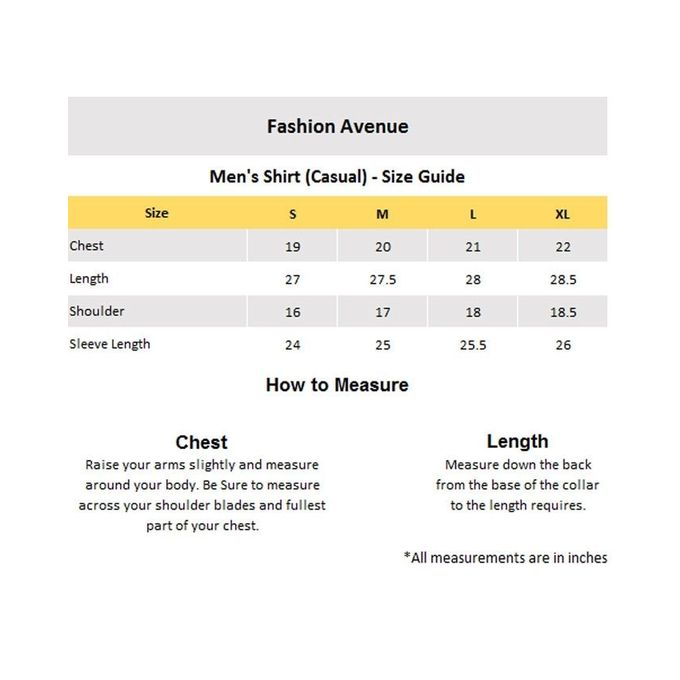 Fashion Avenue
Men's Shirt (Casual) - Size Guide
Size S M L XL
Chest 19 20 21 22
Length 27 27.5 28 28.5
Shoulder 16 17 18 18.5
Sleeve Length 24 25 25.5 26
How to Measure
Chest
Raise your arms slightly and measure
around your body. Be Sure to measure
across your shoulder blades and fullest
part of your chest.
Length
Measure down the back
from the base of the collar
to the length requires.
*All measurements are in inches